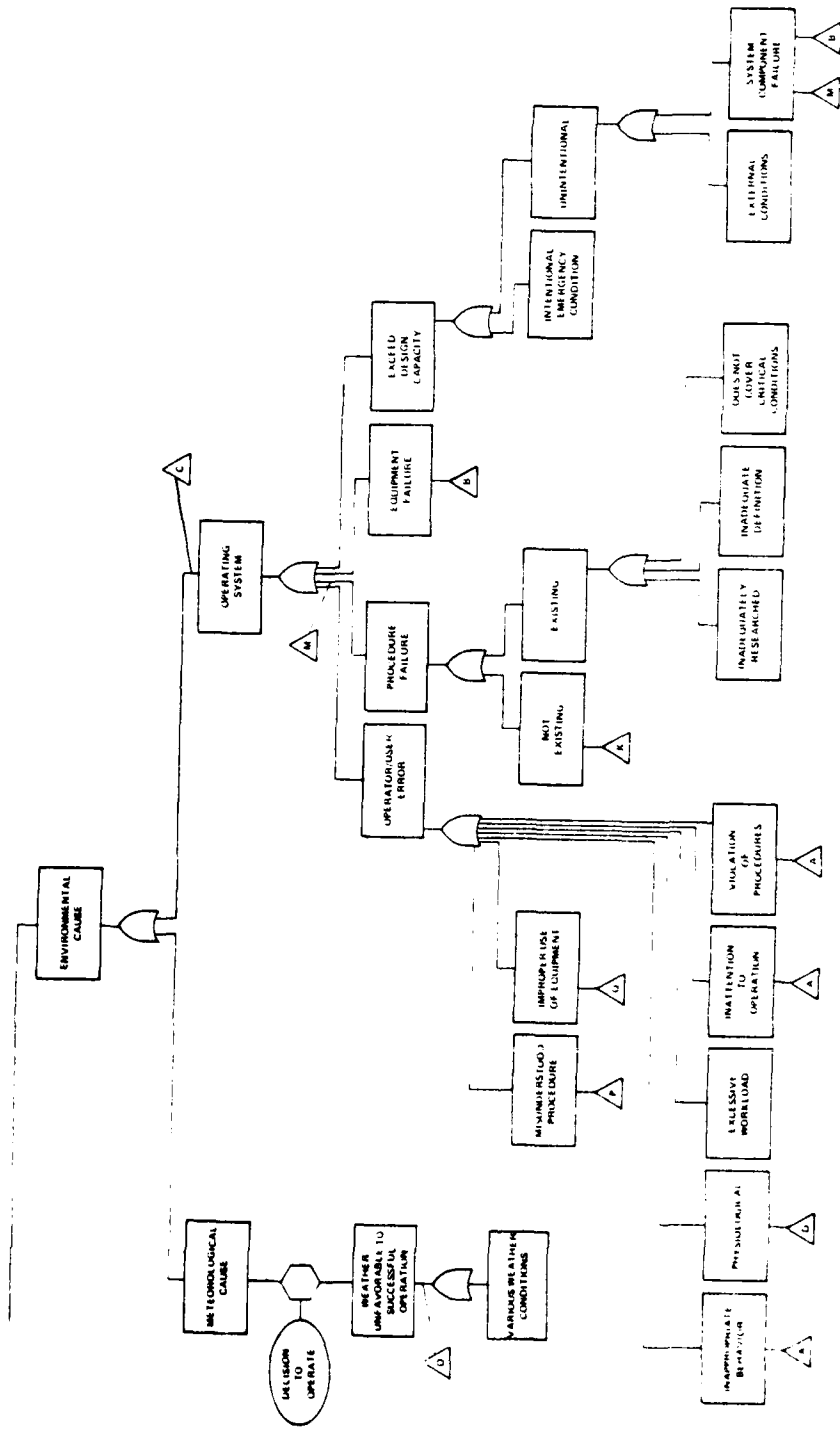 ENVIRONMENTAL
CAUSE
METEOROLOGICAL
CAUSE
OPERATING
SYSTEM
C
DECISION
TO
OPERATE
WEATHER
UNFAVORABLE TO
SUCCESSFUL
OPERATION
O
VARIOUS WEATHER
CONDITIONS
M
OPERATOR/USER
ERROR
PROCEDURE
FAILURE
EQUIPMENT
FAILURE
B
EXCEED
DESIGN
CAPACITY
MISUNDERSTOOD
PROCEDURE
P
IMPROPER USE
OF EQUIPMENT
NOT
EXISTING
K
EXISTING
INTENTIONAL
EMERGENCY
CONDITION
UNINTENTIONAL
INAPPROPRIATE
BEHAVIOR
A
PHYSIOLOGICAL
EXCESSIVE
WORKLOAD
INATTENTION
TO
OPERATION
A
VIOLATION
OF
PROCEDURES
A
INADEQUATELY
RESEARCHED
INADEQUATE
DEFINITION
DOES NOT
COVER
CRITICAL
CONDITIONS
EXTERNAL
CONDITIONS
SYSTEM
COMPONENT
FAILURE
M
B